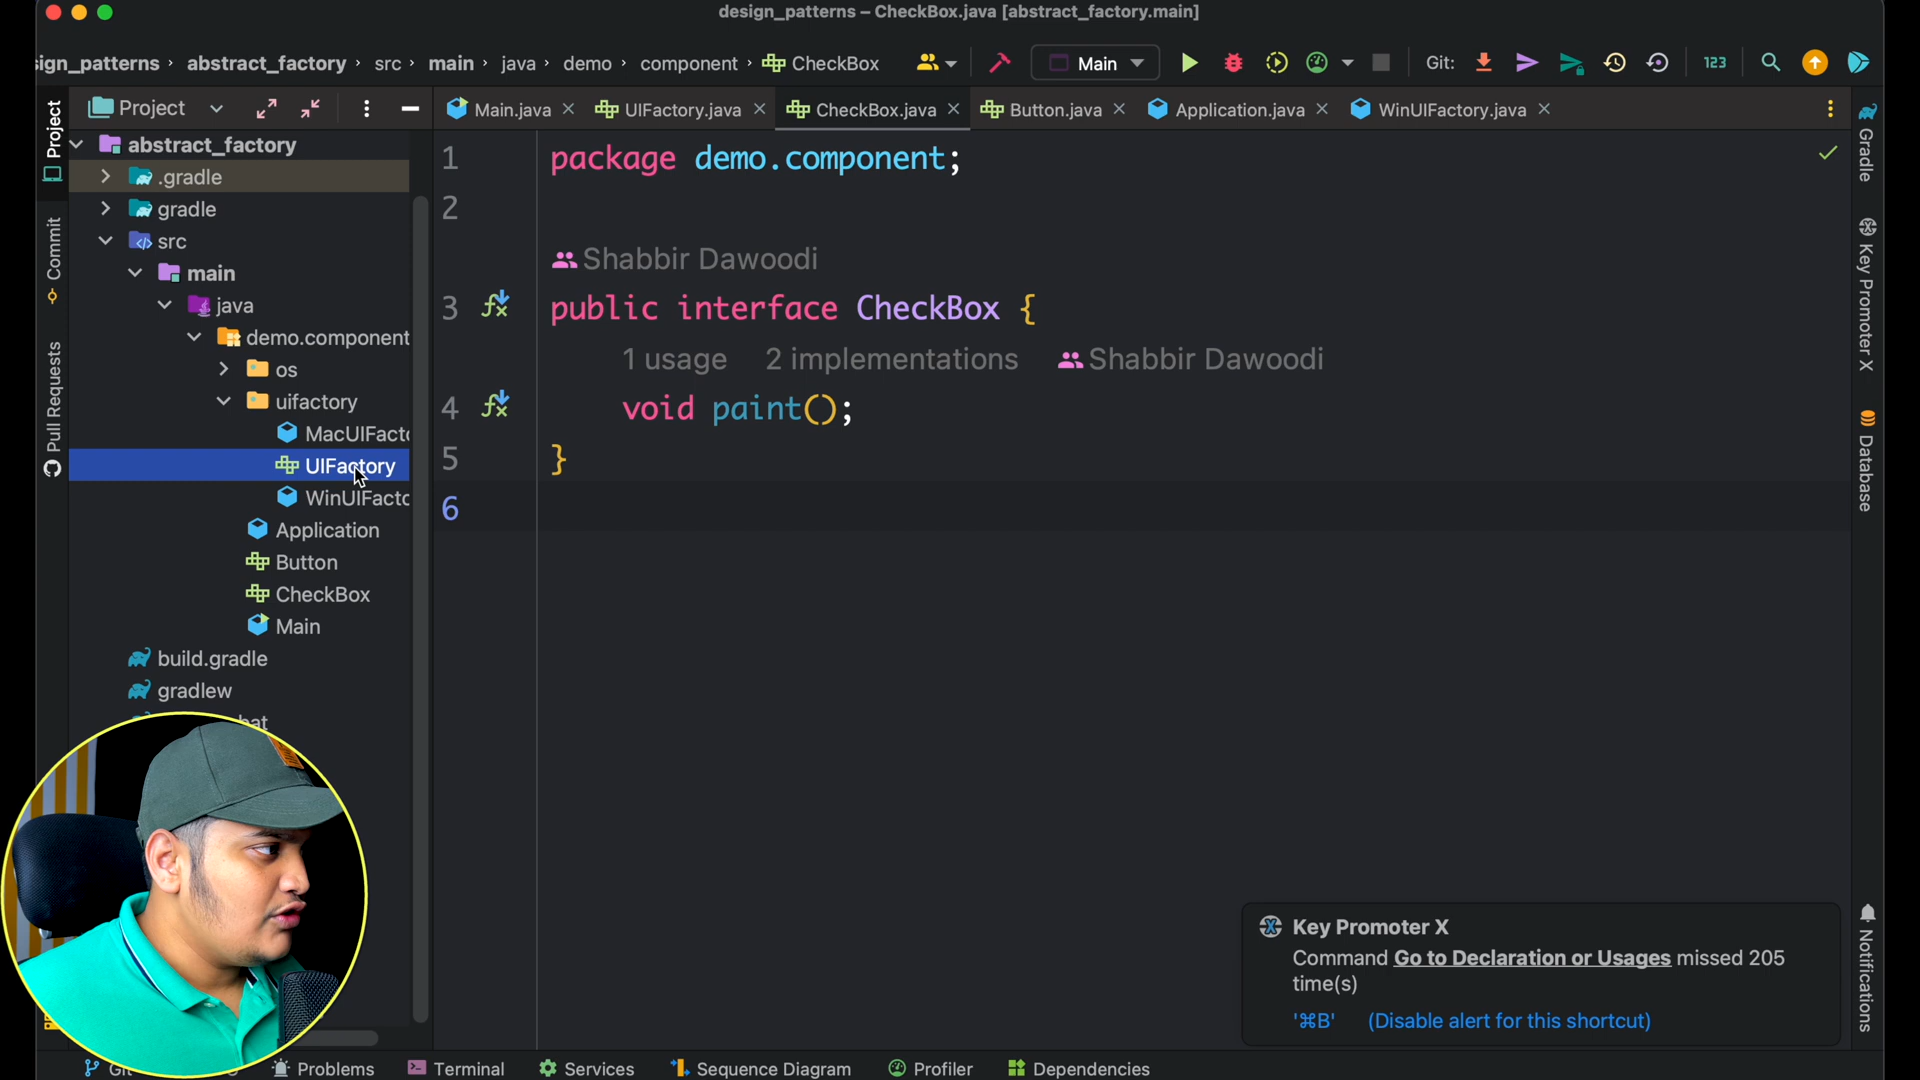 design_patterns – CheckBox.java [abstract_factory.main]
sign_patterns › abstract_factory › src › main › java › demo › component › CheckBox
Main
Git:
123
Project
Main.java
UIFactory.java
CheckBox.java
Button.java
Application.java
WinUIFactory.java
Project
Commit
Pull Requests
abstract_factory
.gradle
gradle
src
main
java
demo.component
os
uifactory
MacUIFacto
UIFactory
WinUIFacto
Application
Button
CheckBox
Main
build.gradle
gradlew
1 package demo.component;
2
Shabbir Dawoodi
3 public interface CheckBox {
1 usage 2 implementations Shabbir Dawoodi
4 void paint();
5 }
6
Gradle
Key Promoter X
Database
Notifications
Key Promoter X
Command Go to Declaration or Usages missed 205
time(s)
'⌘B' (Disable alert for this shortcut)
Problems
Terminal
Services
Sequence Diagram
Profiler
Dependencies